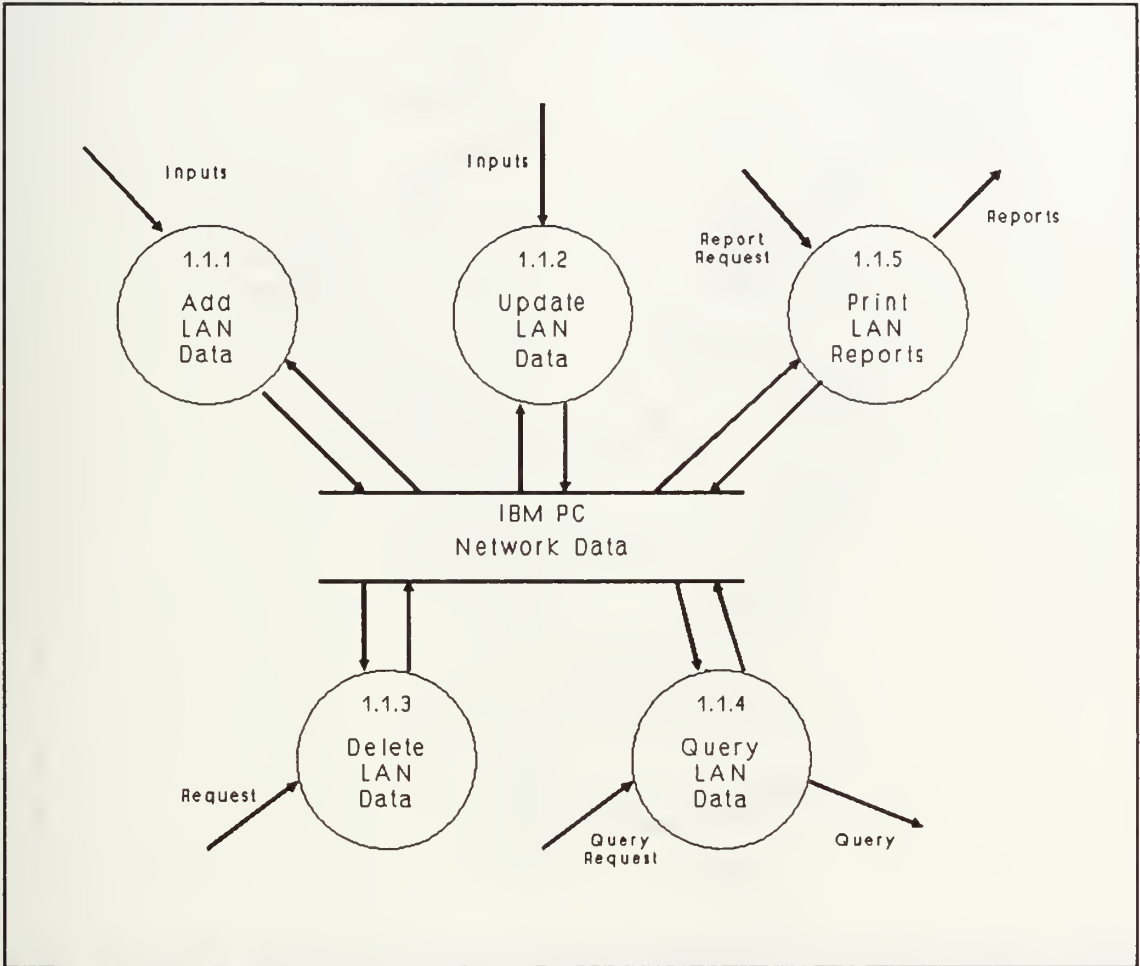 Inputs
Inputs
Report
Request
Reports
1.1.1
Add
LAN
Data
1.1.2
Update
LAN
Data
1.1.5
Print
LAN
Reports
IBM PC
Network Data
1.1.3
Delete
LAN
Data
Request
1.1.4
Query
LAN
Data
Query
Request
Query